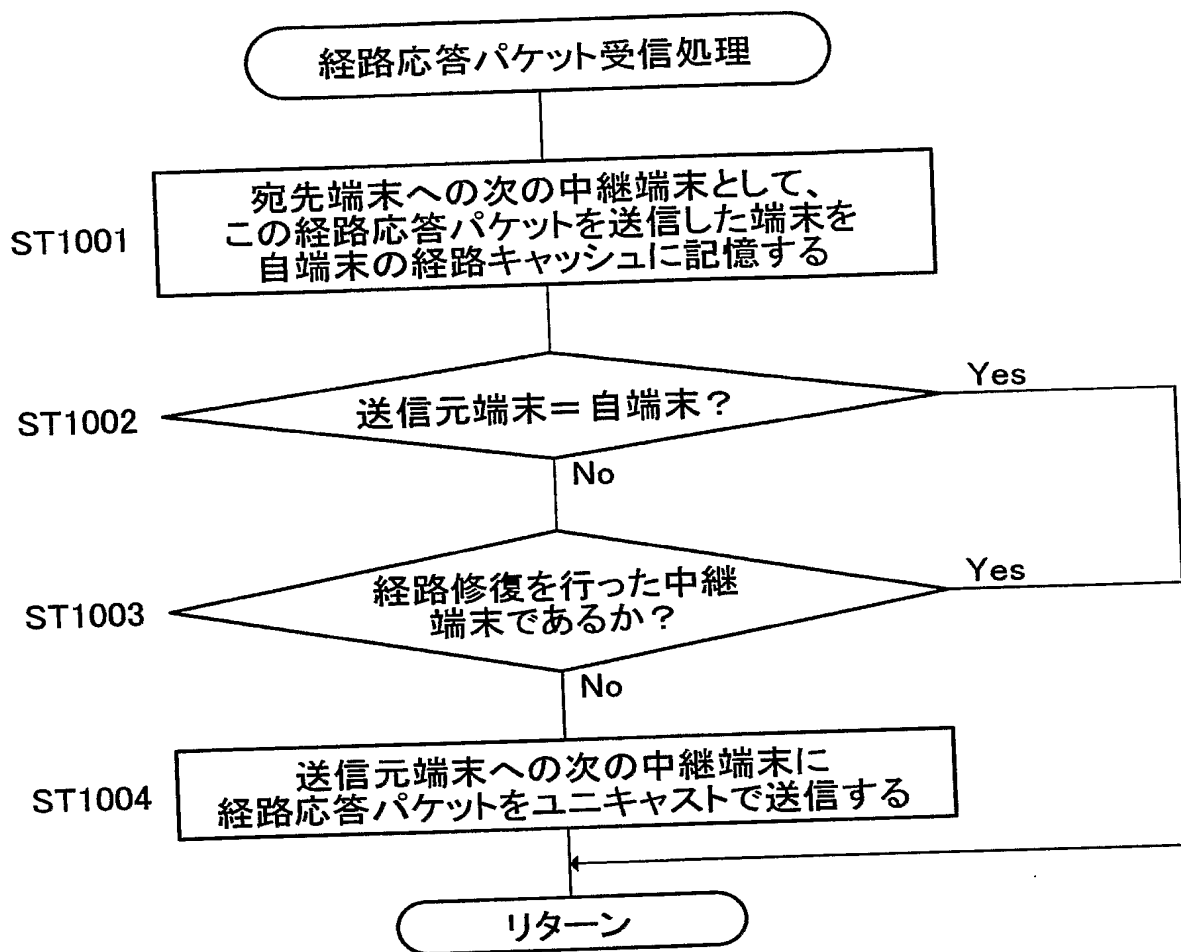 経路応答パケット受信処理
ST1001
宛先端末への次の中継端末として、
この経路応答パケットを送信した端末を
自端末の経路キャッシュに記憶する
ST1002
送信元端末＝自端末？
Yes
No
ST1003
経路修復を行った中継
端末であるか？
Yes
No
ST1004
送信元端末への次の中継端末に
経路応答パケットをユニキャストで送信する
リターン